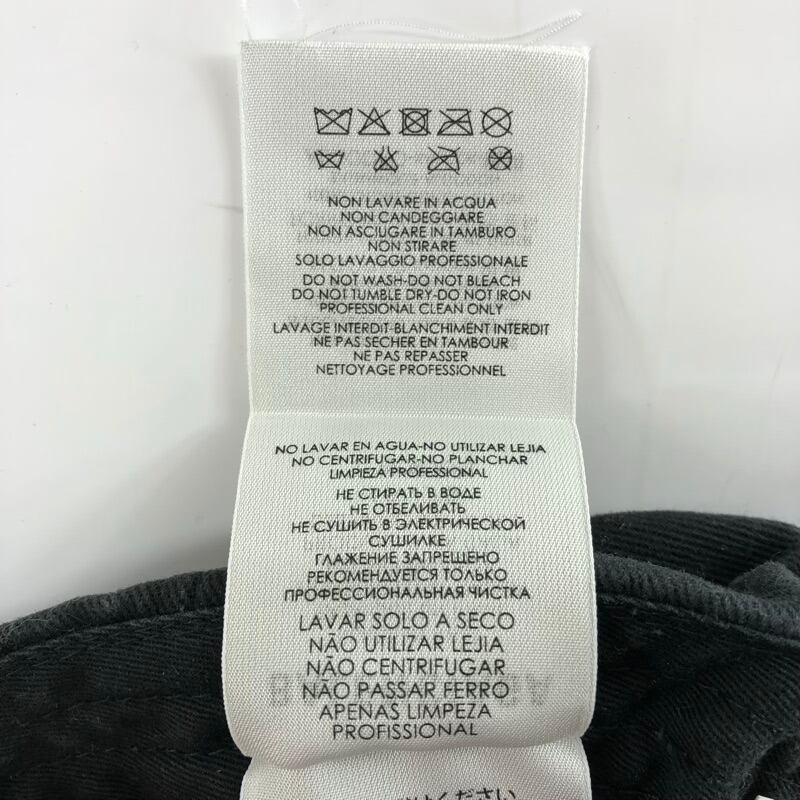 NON LAVARE IN ACQUA
NON CANDEGGIARE
NON ASCIUGARE IN TAMBURO
NON STIRARE
SOLO LAVAGGIO PROFESSIONALE
DO NOT WASH-DO NOT BLEACH
DO NOT TUMBLE DRY-DO NOT IRON
PROFESSIONAL CLEAN ONLY
LAVAGE INTERDIT-BLANCHIMENT INTERDIT
NE PAS SECHER EN TAMBOUR
NE PAS REPASSER
NETTOYAGE PROFESSIONNEL
NO LAVAR EN AGUA-NO UTILIZAR LEJIA
NO CENTRIFUGAR-NO PLANCHAR
LIMPIEZA PROFESSIONAL
НЕ СТИРАТЬ В ВОДЕ
НЕ ОТБЕЛИВАТЬ
НЕ СУШИТЬ В ЭЛЕКТРИЧЕСКОЙ
СУШИЛКЕ
ГЛАЖЕНИЕ ЗАПРЕЩЕНО
РЕКОМЕНДУЕТСЯ ТОЛЬКО
ПРОФЕССИОНАЛЬНАЯ ЧИСТКА
LAVAR SOLO A SECO
NÃO UTILIZAR LEJIA
NÃO CENTRIFUGAR
NÃO PASSAR FERRO
APENAS LIMPEZA
PROFISSIONAL
ください